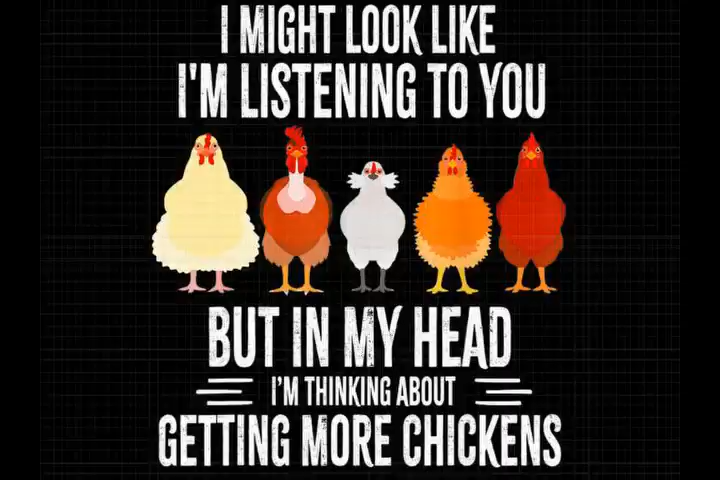 I MIGHT LOOK LIKE
I'M LISTENING TO YOU
BUT IN MY HEAD
I'M THINKING ABOUT
GETTING MORE CHICKENS